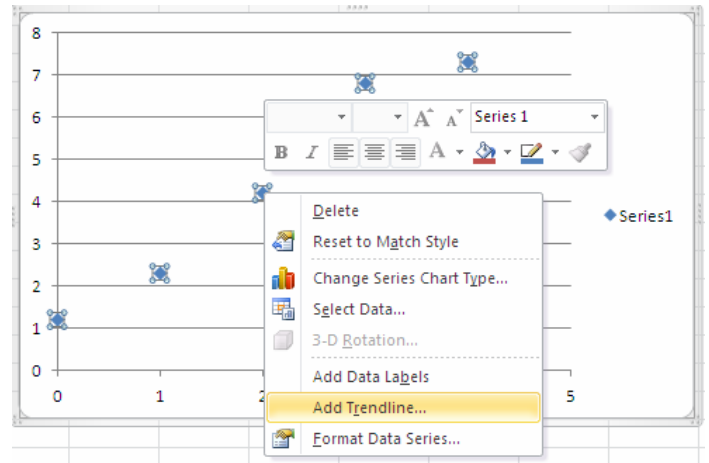 8
7
6
5
4
3
2
1
0
0 1 2 5
A A Series 1
B I A
Delete
Reset to Match Style
Change Series Chart Type...
Select Data...
3-D Rotation...
Add Data Labels
Add Trendline...
Format Data Series...
Series1